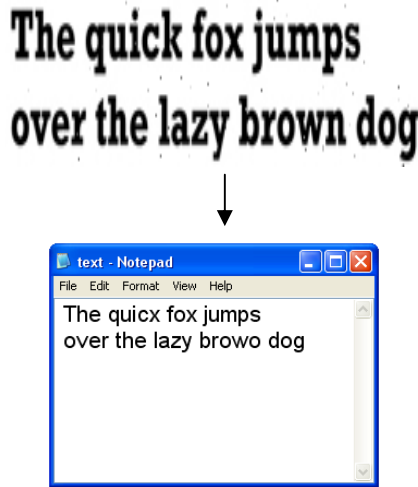 The quick fox jumps
over the lazy brown dog
text - Notepad
File Edit Format View Help
The quicx fox jumps
over the lazy browo dog